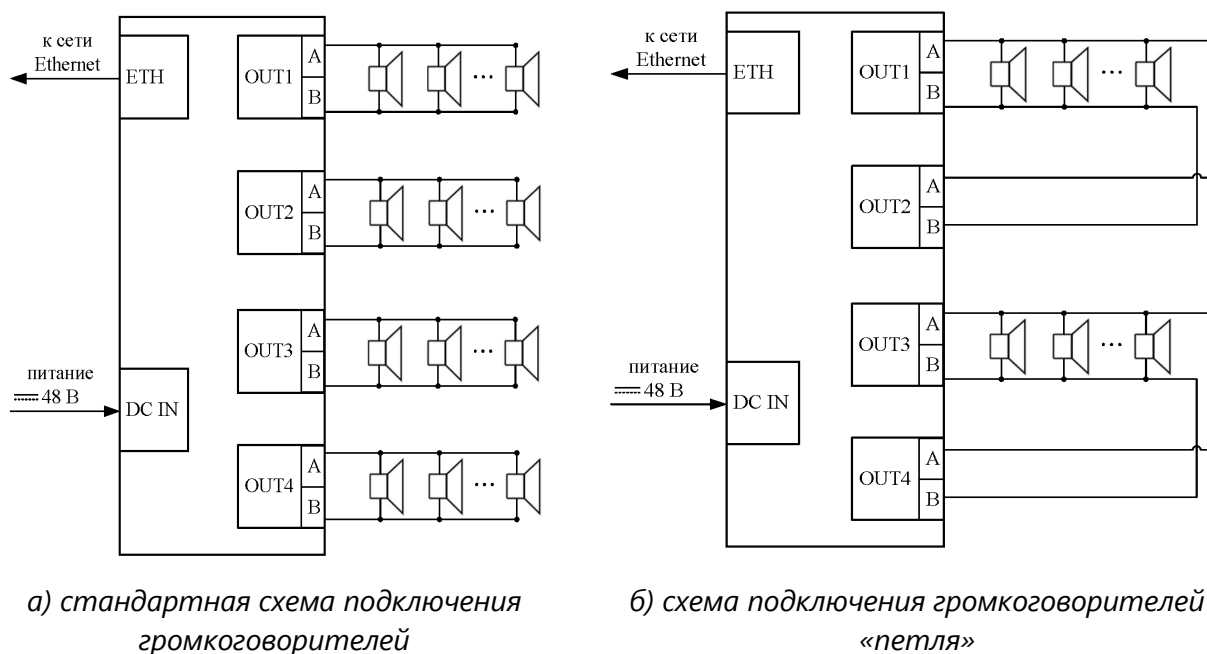 к сети
Ethernet
ETH
OUT1
A
B
...
OUT2
A
B
...
OUT3
A
B
...
питание
48 В
DC IN
OUT4
A
B
...
а) стандартная схема подключения
громкоговорителей
к сети
Ethernet
ETH
OUT1
A
B
...
OUT2
A
B
OUT3
A
B
...
питание
48 В
DC IN
OUT4
A
B
б) схема подключения громкоговорителей
«петля»